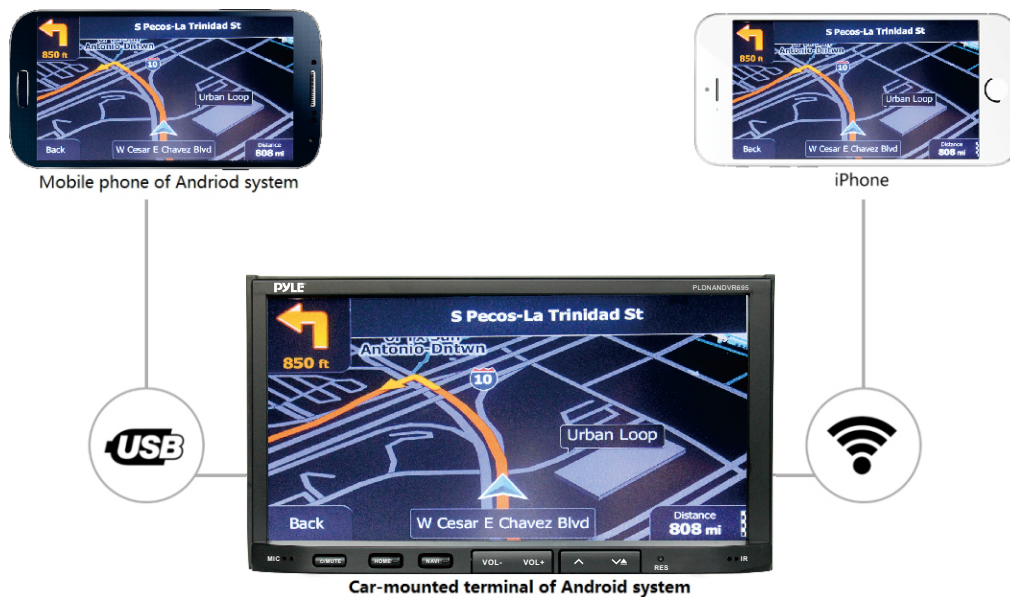 S Pecos-La Trinidad St
850 ft
Antonio-Dntwn
10
Urban Loop
Back
W Cesar E Chavez Blvd
Distance
808 mi
Mobile phone of Andriod system
S Pecos-La Trinidad St
850 ft
Antonio-Dntwn
10
Urban Loop
Back
W Cesar E Chavez Blvd
Distance
808 mi
iPhone
PYLE
PLDNANDVR695
S Pecos-La Trinidad St
850 ft
Antonio-Dntwn
10
Urban Loop
Back
W Cesar E Chavez Blvd
Distance
808 mi
USB
MIC
HOME
NAVI
VOL- VOL+
RES
IR
Car-mounted terminal of Android system